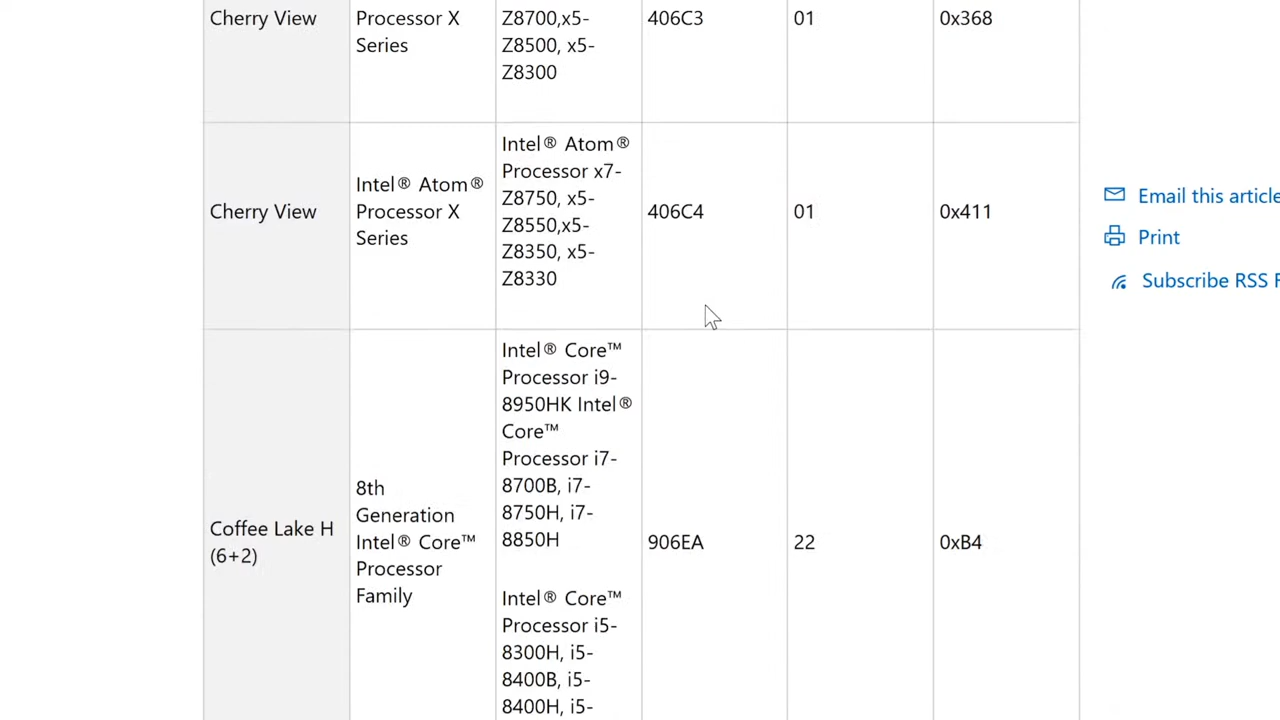 Cherry View
Processor X
Series
Z8700,x5-
Z8500, x5-
Z8300
406C3
01
0x368
Cherry View
Intel® Atom®
Processor X
Series
Intel® Atom®
Processor x7-
Z8750, x5-
Z8550,x5-
Z8350, x5-
Z8330
406C4
01
0x411
Coffee Lake H
(6+2)
8th
Generation
Intel® Core™
Processor
Family
Intel® Core™
Processor i9-
8950HK Intel®
Core™
Processor i7-
8700B, i7-
8750H, i7-
8850H
Intel® Core™
Processor i5-
8300H, i5-
8400B, i5-
8400H, i5-
906EA
22
0xB4
Email this article
Print
Subscribe RSS F